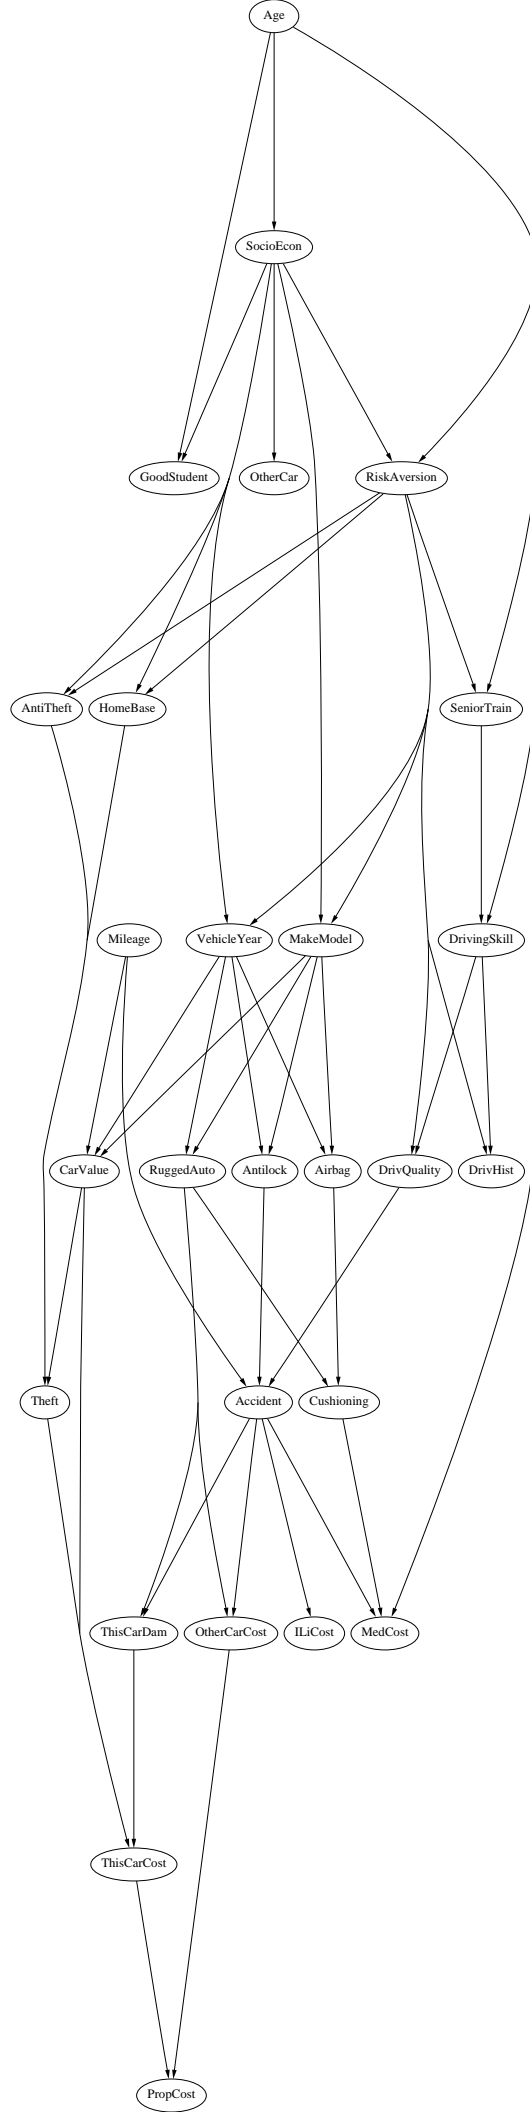 Age
SocioEcon
GoodStudent
OtherCar
RiskAversion
AntiTheft
HomeBase
SeniorTrain
Mileage
VehicleYear
MakeModel
DrivingSkill
CarValue
RuggedAuto
Antilock
Airbag
DrivQuality
DrivHist
Theft
Accident
Cushioning
ThisCarDam
OtherCarCost
ILiCost
MedCost
ThisCarCost
PropCost